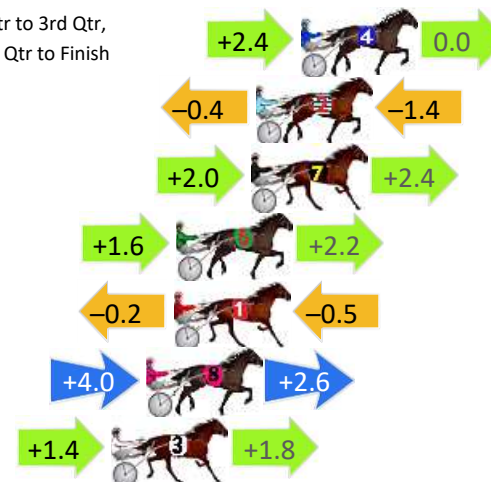 tr to 3rd Qtr,
Qtr to Finish
+2.4 4 0.0
–0.4 –1.4
+2.0 7 +2.4
+1.6 +2.2
–0.2 1 –0.5
+4.0 8 +2.6
+1.4 3 +1.8